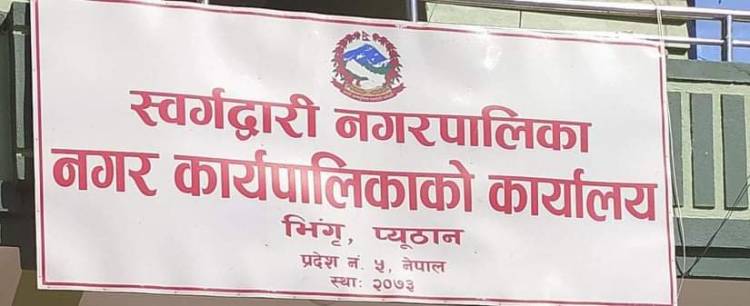 स्वर्गद्वारी नगरपालिका
नगर कार्यपालिकाको कार्यालय
भिंगृ, प्यूठान
प्रदेश नं. ५, नेपाल
स्था: २०७३